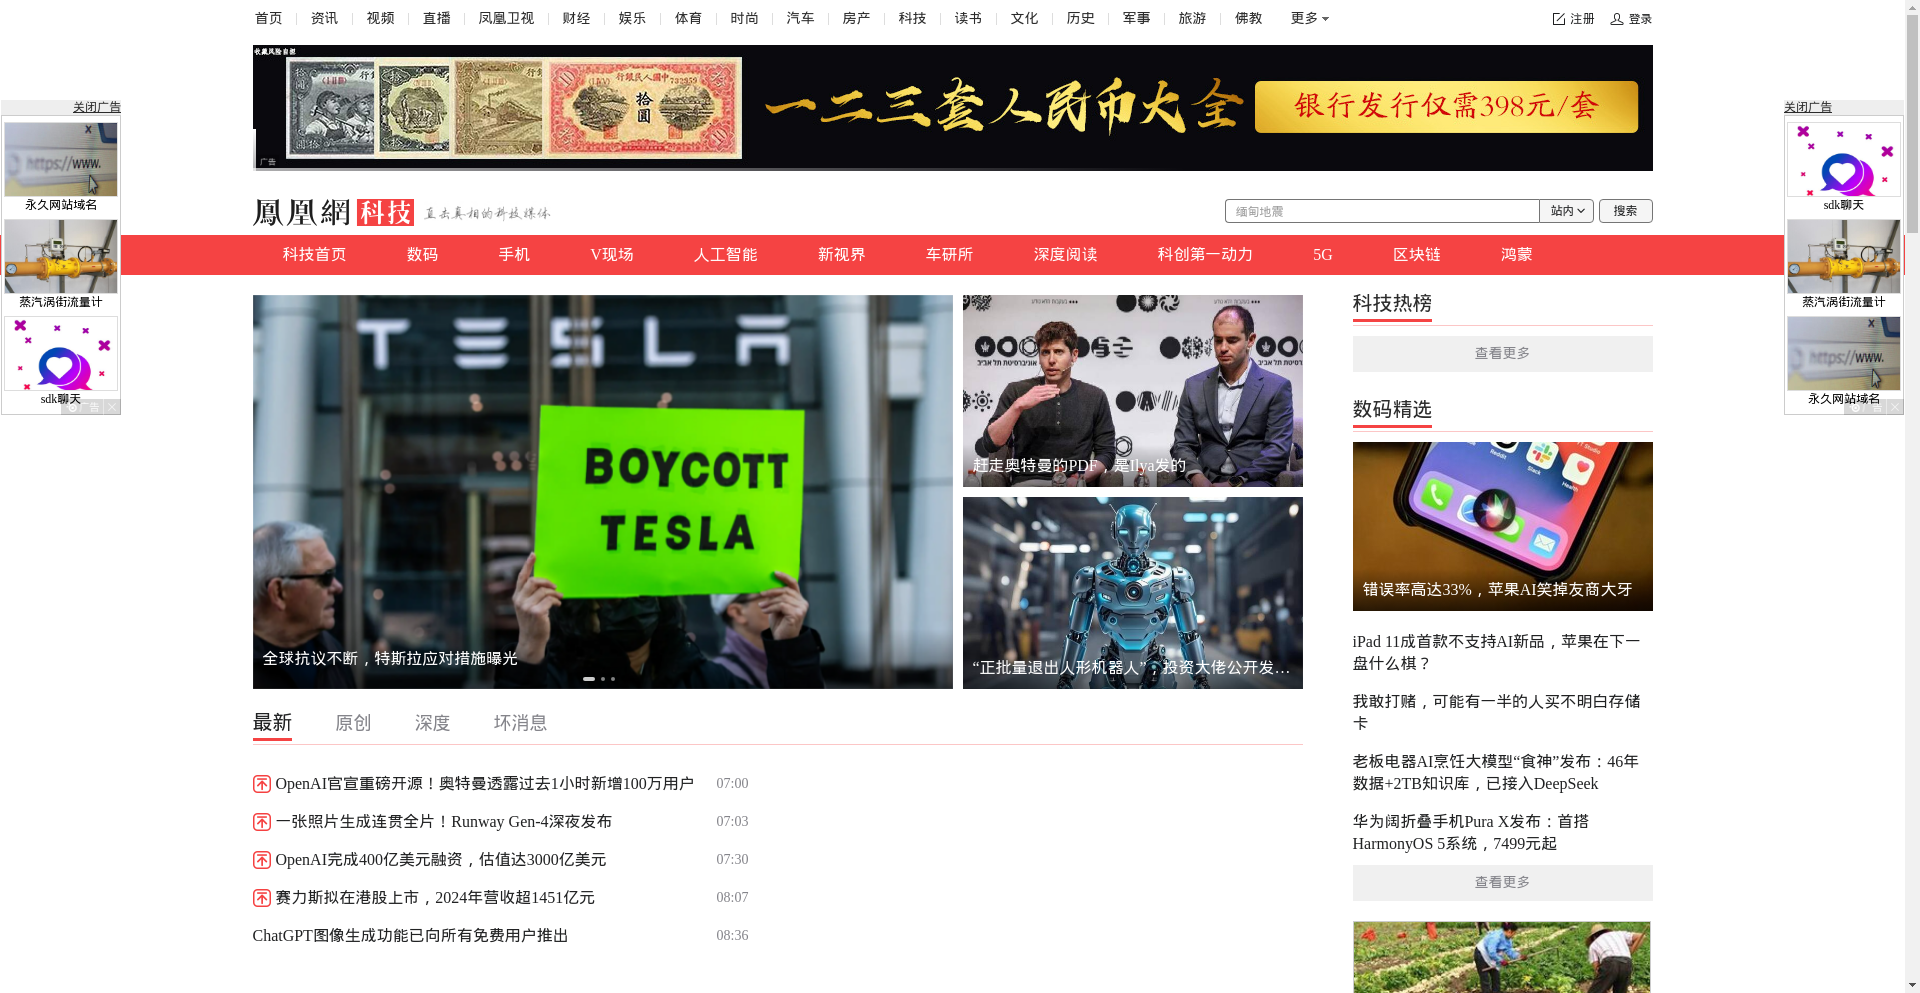 首页
资讯
视频
直播
凤凰卫视
财经
娱乐
体育
时尚
汽车
房产
科技
读书
文化
历史
军事
旅游
佛教
更多
注册
登录
收藏风险自担
中国人民银行
拾圆
一二三套人民币大全
银行发行仅需398元/套
广告
关闭广告
https://www.
永久网站域名
蒸汽涡街流量计
sdk聊天
广告
关闭广告
sdk聊天
蒸汽涡街流量计
https://www.
永久网站域名
鳳凰網
科技
直击真相的科技媒体
缅甸地震
站内
搜索
科技首页
数码
手机
V现场
人工智能
新视界
车研所
深度阅读
科创第一动力
5G
区块链
鸿蒙
TESLA
BOYCOTT
TESLA
全球抗议不断，特斯拉应对措施曝光
赶走奥特曼的PDF，是Ilya发的
“正批量退出人形机器人”，投资大佬公开发…
科技热榜
查看更多
数码精选
Reddit
Slack
Health
错误率高达33%，苹果AI笑掉友商大牙
iPad 11成首款不支持AI新品，苹果在下一
盘什么棋？
我敢打赌，可能有一半的人买不明白存储
卡
老板电器AI烹饪大模型“食神”发布：46年
数据+2TB知识库，已接入DeepSeek
华为阔折叠手机Pura X发布：首搭
HarmonyOS 5系统，7499元起
查看更多
最新
原创
深度
坏消息
OpenAI官宣重磅开源！奥特曼透露过去1小时新增100万用户 07:00
一张照片生成连贯全片！Runway Gen-4深夜发布 07:03
OpenAI完成400亿美元融资，估值达3000亿美元 07:30
赛力斯拟在港股上市，2024年营收超1451亿元 08:07
ChatGPT图像生成功能已向所有免费用户推出 08:36